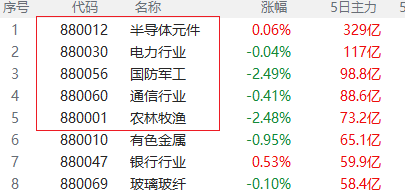 序号 代码 名称 涨幅 5日主力
1 880012 半导体元件 0.06% 329亿
2 880030 电力行业 -0.04% 117亿
3 880056 国防军工 -2.49% 98.8亿
4 880060 通信行业 -0.41% 88.6亿
5 880001 农林牧渔 -2.48% 73.2亿
6 880010 有色金属 -0.95% 65.1亿
7 880047 银行行业 0.53% 59.9亿
8 880069 玻璃玻纤 -0.10% 58.4亿